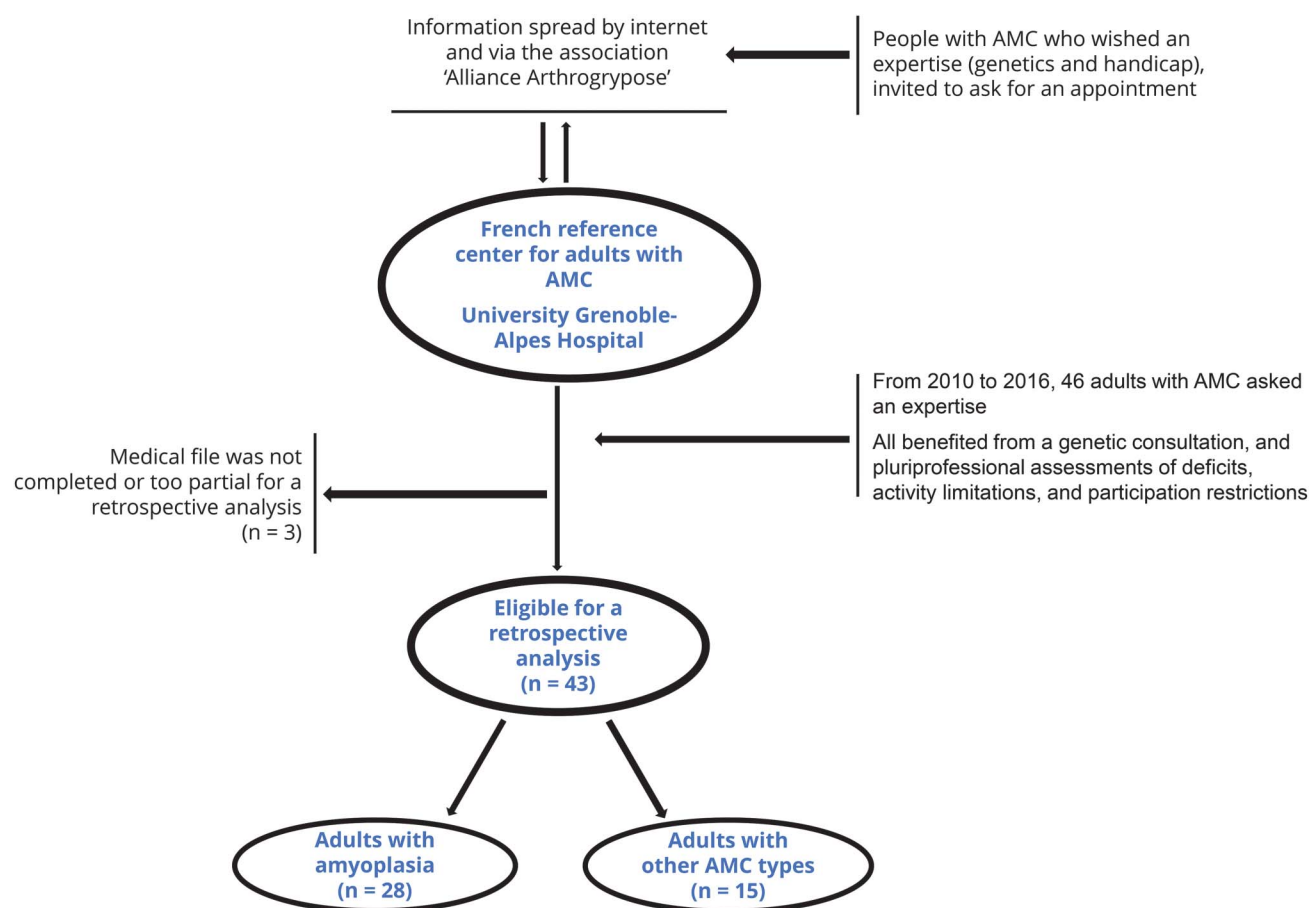 Information spread by internet
and via the association
‘Alliance Arthrogrypose’
People with AMC who wished an
expertise (genetics and handicap),
invited to ask for an appointment
French reference
center for adults with
AMC
University Grenoble-
Alpes Hospital
From 2010 to 2016, 46 adults with AMC asked
an expertise
All benefited from a genetic consultation, and
pluriprofessional assessments of deficits,
activity limitations, and participation restrictions
Medical file was not
completed or too partial for a
retrospective analysis
(n = 3)
Eligible for a
retrospective
analysis
(n = 43)
Adults with
amyoplasia
(n = 28)
Adults with
other AMC types
(n = 15)